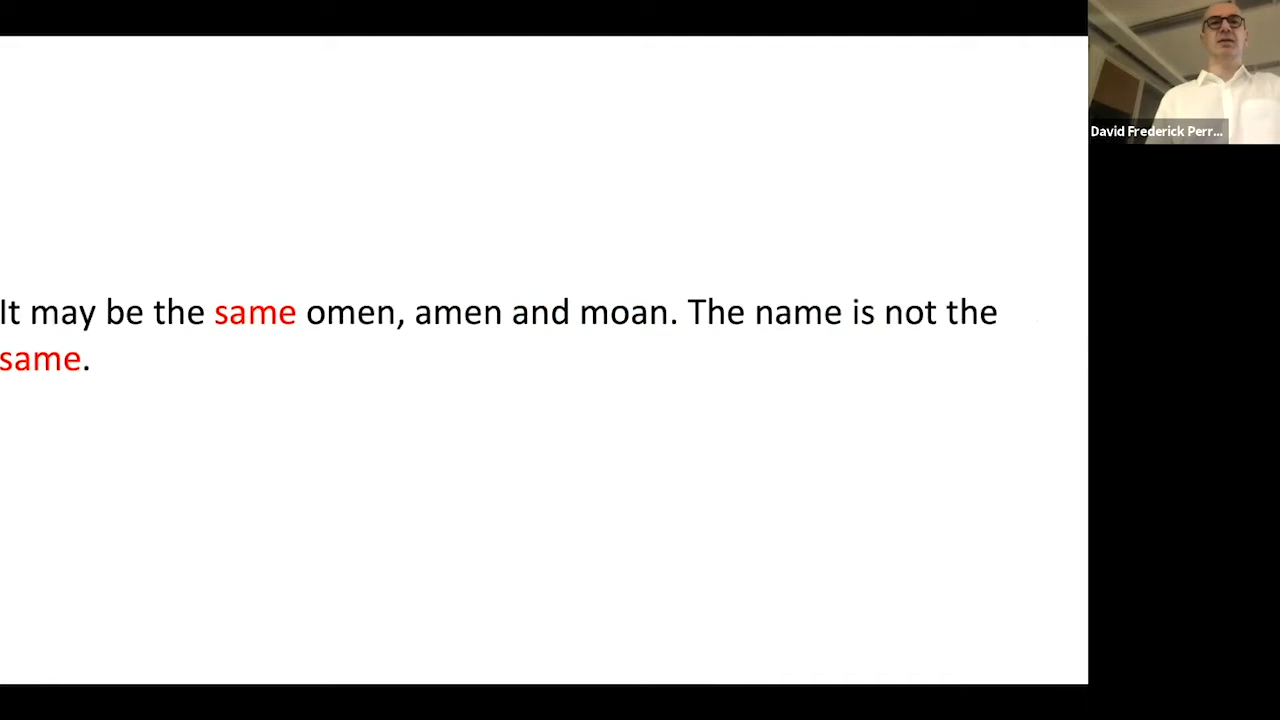 David Frederick Perr...
It may be the same omen, amen and moan. The name is not the
same.